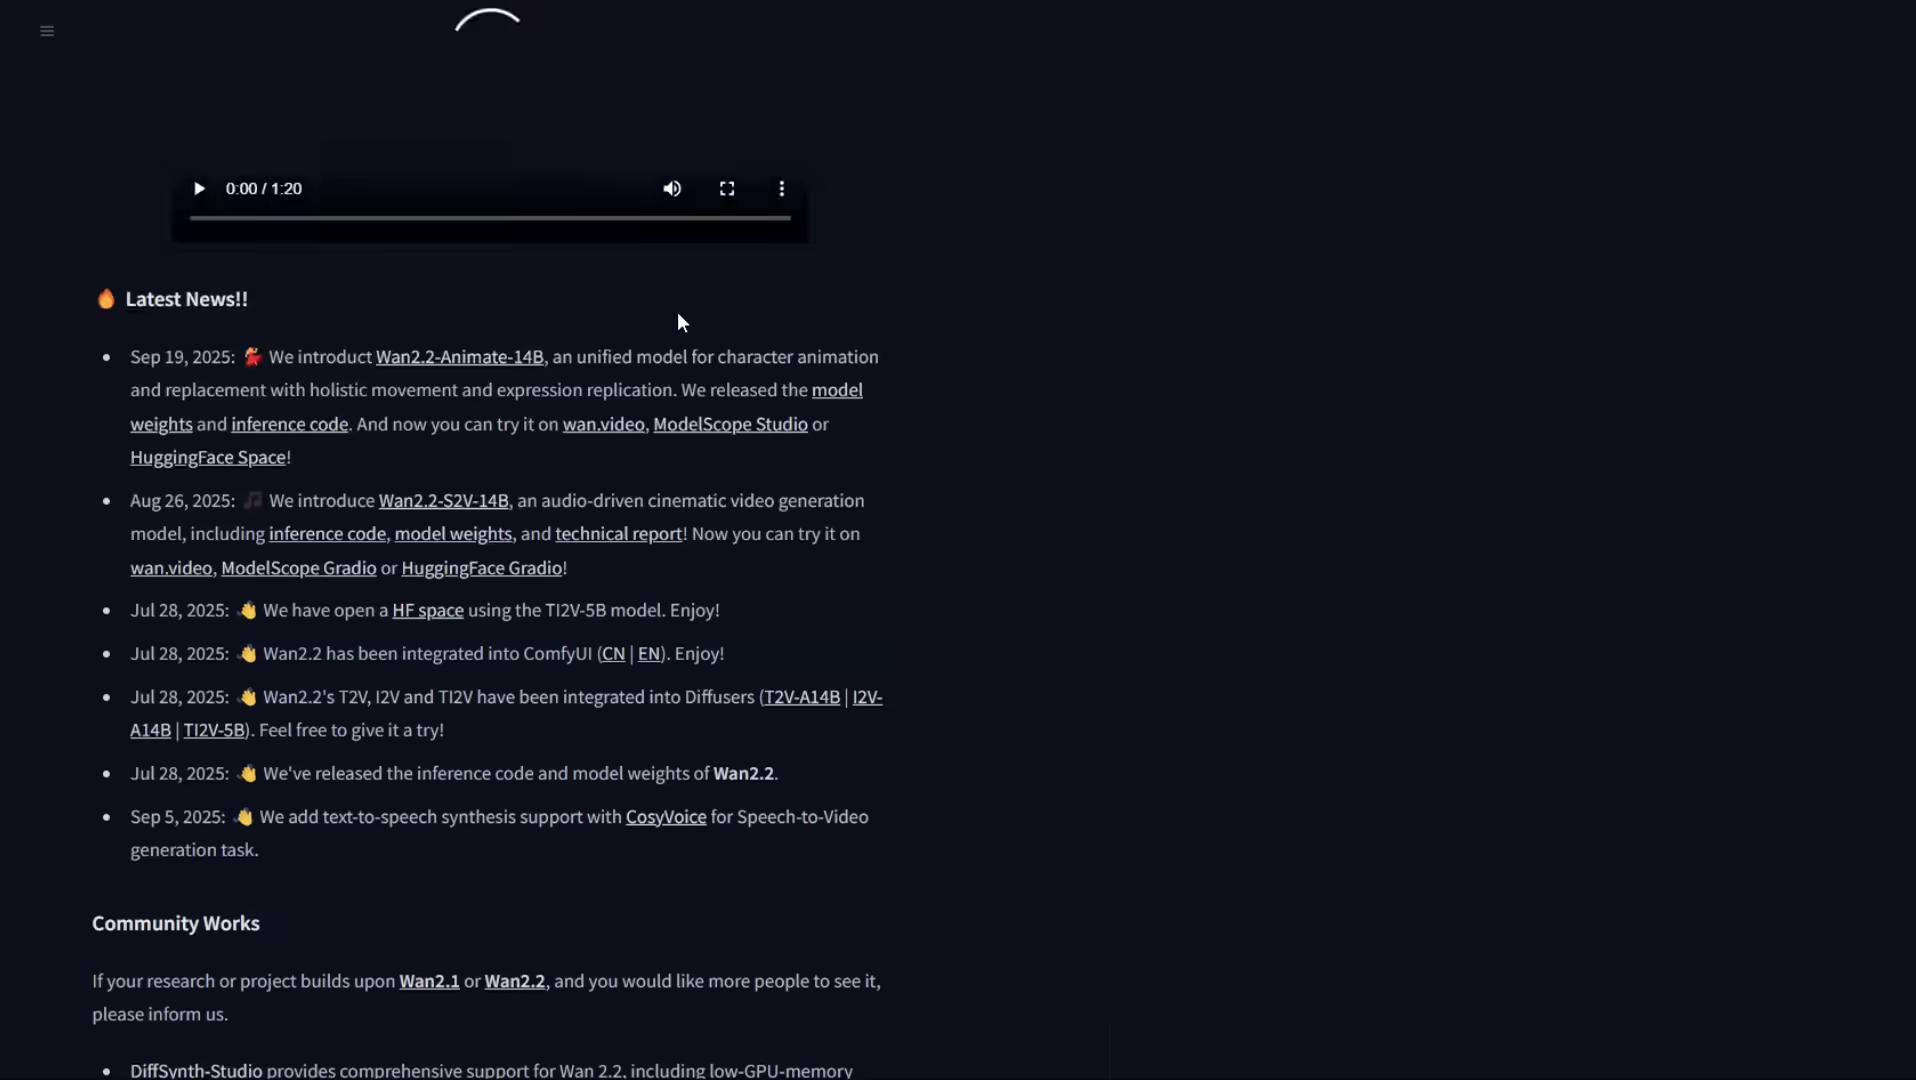 0:00 / 1:20
🔥 Latest News!!
• Sep 19, 2025: 💃 We introduct Wan2.2-Animate-14B, an unified model for character animation
and replacement with holistic movement and expression replication. We released the model
weights and inference code. And now you can try it on wan.video, ModelScope Studio or
HuggingFace Space!
• Aug 26, 2025: 🎵 We introduce Wan2.2-S2V-14B, an audio-driven cinematic video generation
model, including inference code, model weights, and technical report! Now you can try it on
wan.video, ModelScope Gradio or HuggingFace Gradio!
• Jul 28, 2025: 👋 We have open a HF space using the TI2V-5B model. Enjoy!
• Jul 28, 2025: 👋 Wan2.2 has been integrated into ComfyUI (CN | EN). Enjoy!
• Jul 28, 2025: 👋 Wan2.2's T2V, I2V and TI2V have been integrated into Diffusers (T2V-A14B | I2V-
A14B | TI2V-5B). Feel free to give it a try!
• Jul 28, 2025: 👋 We've released the inference code and model weights of Wan2.2.
• Sep 5, 2025: 👋 We add text-to-speech synthesis support with CosyVoice for Speech-to-Video
generation task.
Community Works
If your research or project builds upon Wan2.1 or Wan2.2, and you would like more people to see it,
please inform us.
• DiffSynth-Studio provides comprehensive support for Wan 2.2, including low-GPU-memory